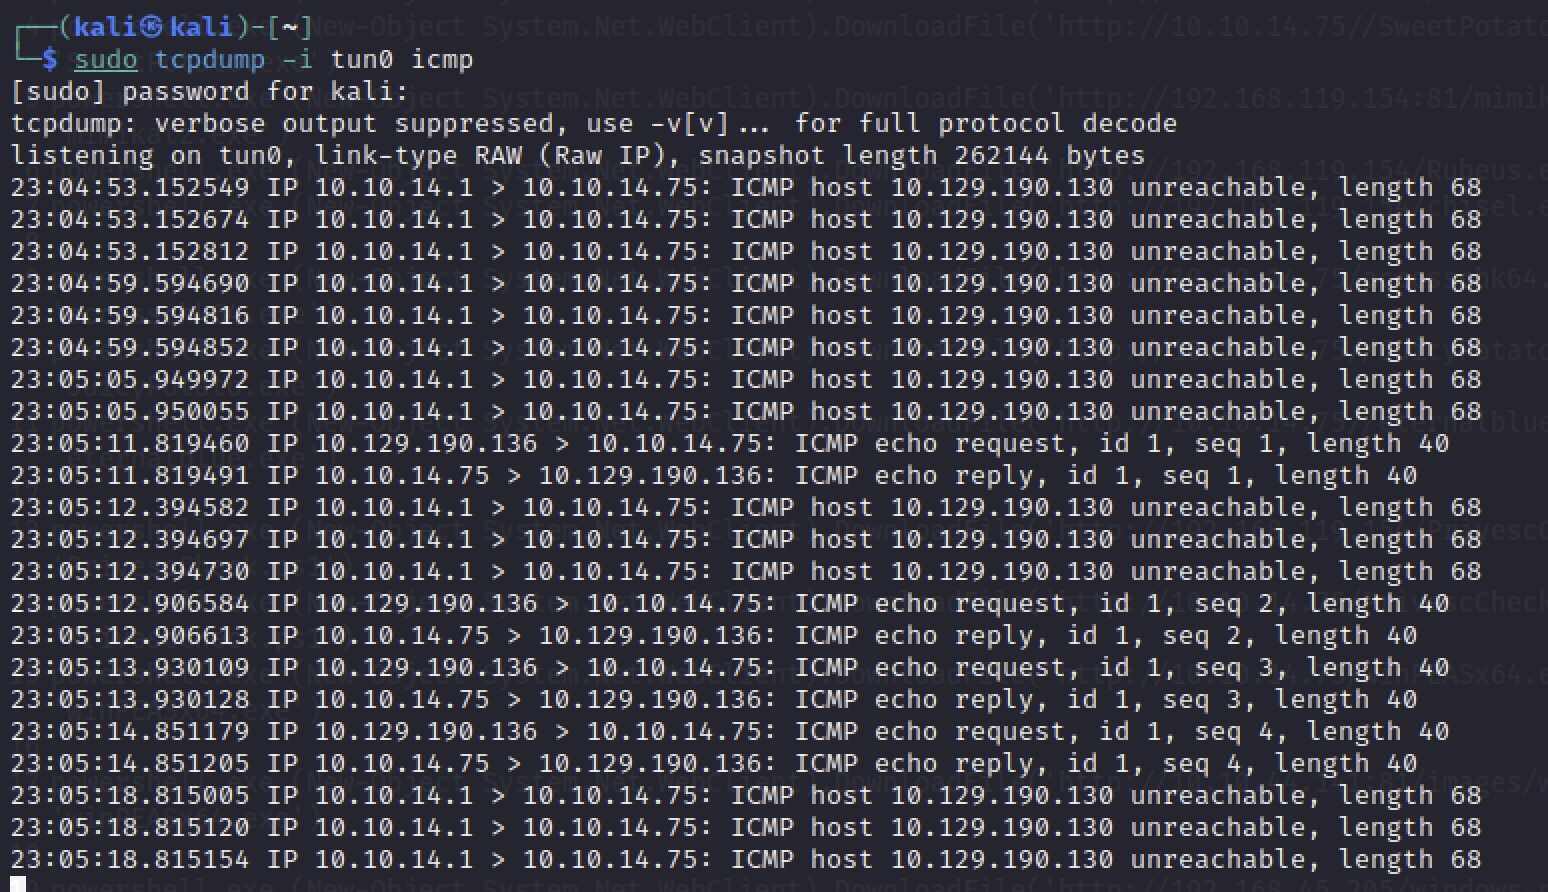 ┌──(kali㉿kali)-[~]
└─$ sudo tcpdump -i tun0 icmp
[sudo] password for kali:
tcpdump: verbose output suppressed, use -v[v]... for full protocol decode
listening on tun0, link-type RAW (Raw IP), snapshot length 262144 bytes
23:04:53.152549 IP 10.10.14.1 > 10.10.14.75: ICMP host 10.129.190.130 unreachable, length 68
23:04:53.152674 IP 10.10.14.1 > 10.10.14.75: ICMP host 10.129.190.130 unreachable, length 68
23:04:53.152812 IP 10.10.14.1 > 10.10.14.75: ICMP host 10.129.190.130 unreachable, length 68
23:04:59.594690 IP 10.10.14.1 > 10.10.14.75: ICMP host 10.129.190.130 unreachable, length 68
23:04:59.594816 IP 10.10.14.1 > 10.10.14.75: ICMP host 10.129.190.130 unreachable, length 68
23:04:59.594852 IP 10.10.14.1 > 10.10.14.75: ICMP host 10.129.190.130 unreachable, length 68
23:05:05.949972 IP 10.10.14.1 > 10.10.14.75: ICMP host 10.129.190.130 unreachable, length 68
23:05:05.950055 IP 10.10.14.1 > 10.10.14.75: ICMP host 10.129.190.130 unreachable, length 68
23:05:11.819460 IP 10.129.190.136 > 10.10.14.75: ICMP echo request, id 1, seq 1, length 40
23:05:11.819491 IP 10.10.14.75 > 10.129.190.136: ICMP echo reply, id 1, seq 1, length 40
23:05:12.394582 IP 10.10.14.1 > 10.10.14.75: ICMP host 10.129.190.130 unreachable, length 68
23:05:12.394697 IP 10.10.14.1 > 10.10.14.75: ICMP host 10.129.190.130 unreachable, length 68
23:05:12.394730 IP 10.10.14.1 > 10.10.14.75: ICMP host 10.129.190.130 unreachable, length 68
23:05:12.906584 IP 10.129.190.136 > 10.10.14.75: ICMP echo request, id 1, seq 2, length 40
23:05:12.906613 IP 10.10.14.75 > 10.129.190.136: ICMP echo reply, id 1, seq 2, length 40
23:05:13.930109 IP 10.129.190.136 > 10.10.14.75: ICMP echo request, id 1, seq 3, length 40
23:05:13.930128 IP 10.10.14.75 > 10.129.190.136: ICMP echo reply, id 1, seq 3, length 40
23:05:14.851179 IP 10.129.190.136 > 10.10.14.75: ICMP echo request, id 1, seq 4, length 40
23:05:14.851205 IP 10.10.14.75 > 10.129.190.136: ICMP echo reply, id 1, seq 4, length 40
23:05:18.815005 IP 10.10.14.1 > 10.10.14.75: ICMP host 10.129.190.130 unreachable, length 68
23:05:18.815120 IP 10.10.14.1 > 10.10.14.75: ICMP host 10.129.190.130 unreachable, length 68
23:05:18.815154 IP 10.10.14.1 > 10.10.14.75: ICMP host 10.129.190.130 unreachable, length 68